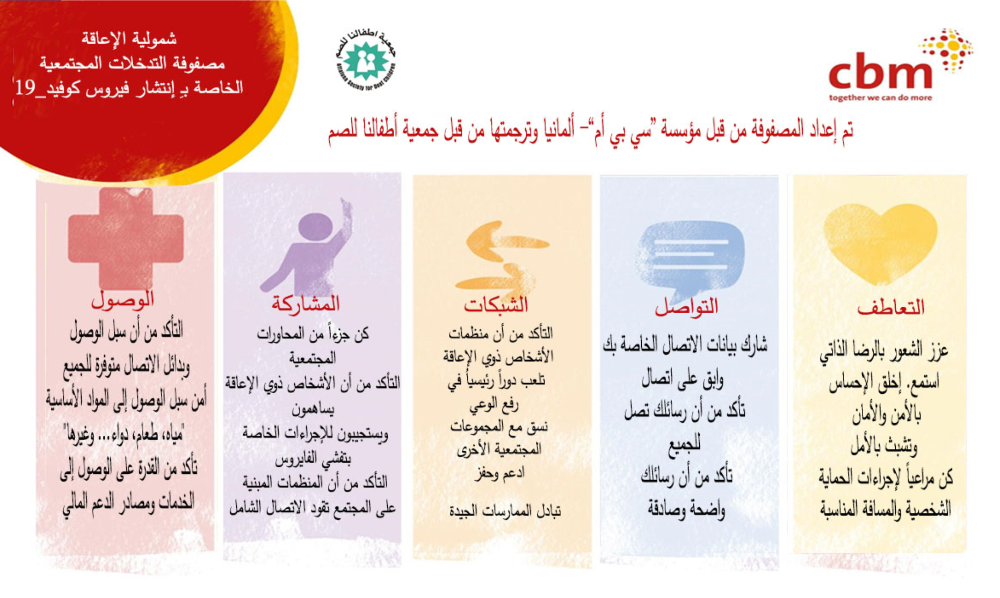 شمولية الإعاقة
مصفوفة التدخلات المجتمعية
الخاصة بـِ إنتشار فيروس كوفيد_19
جمعية اطفالنا للصم
Atfaluna Society for Deaf Children
cbm
together we can do more
تم إعداد المصفوفة من قبل مؤسسة "سي بي أم"– ألمانيا وترجمتها من قبل جمعية أطفالنا للصم
التعاطف
عزز الشعور بالرضا الذاتي
استمع. إخلق الإحساس
بالأمن والأمان
وتشبث بالأمل
كن مراعياً لإجراءات الحماية
الشخصية والمسافة المناسبة
التواصل
شارك بيانات الاتصال الخاصة بك
وابق على اتصال
تأكد من أن رسائلك تصل
للجميع
تأكد من أن رسائلك
واضحة وصادقة
الشبكات
التأكد من أن منظمات
الأشخاص ذوي الإعاقة
تلعب دوراً رئيسياً في
رفع الوعي
نسق مع المجموعات
المجتمعية الأخرى
ادعم وحفز
تبادل الممارسات الجيدة
المشاركة
كن جزءاً من المحاورات
المجتمعية
التأكد من أن الأشخاص ذوي الإعاقة
يساهمون
ويستجيبون للإجراءات الخاصة
بتفشي الفايروس
التأكد من أن المنظمات المبنية
على المجتمع تقود الاتصال الشامل
الوصول
التأكد من أن سبل الوصول
وبدائل الاتصال متوفرة للجميع
أمن سبل الوصول إلى المواد الأساسية
"مياه، طعام، دواء... وغيرها"
تأكد من القدرة على الوصول إلى
الخدمات ومصادر الدعم المالي